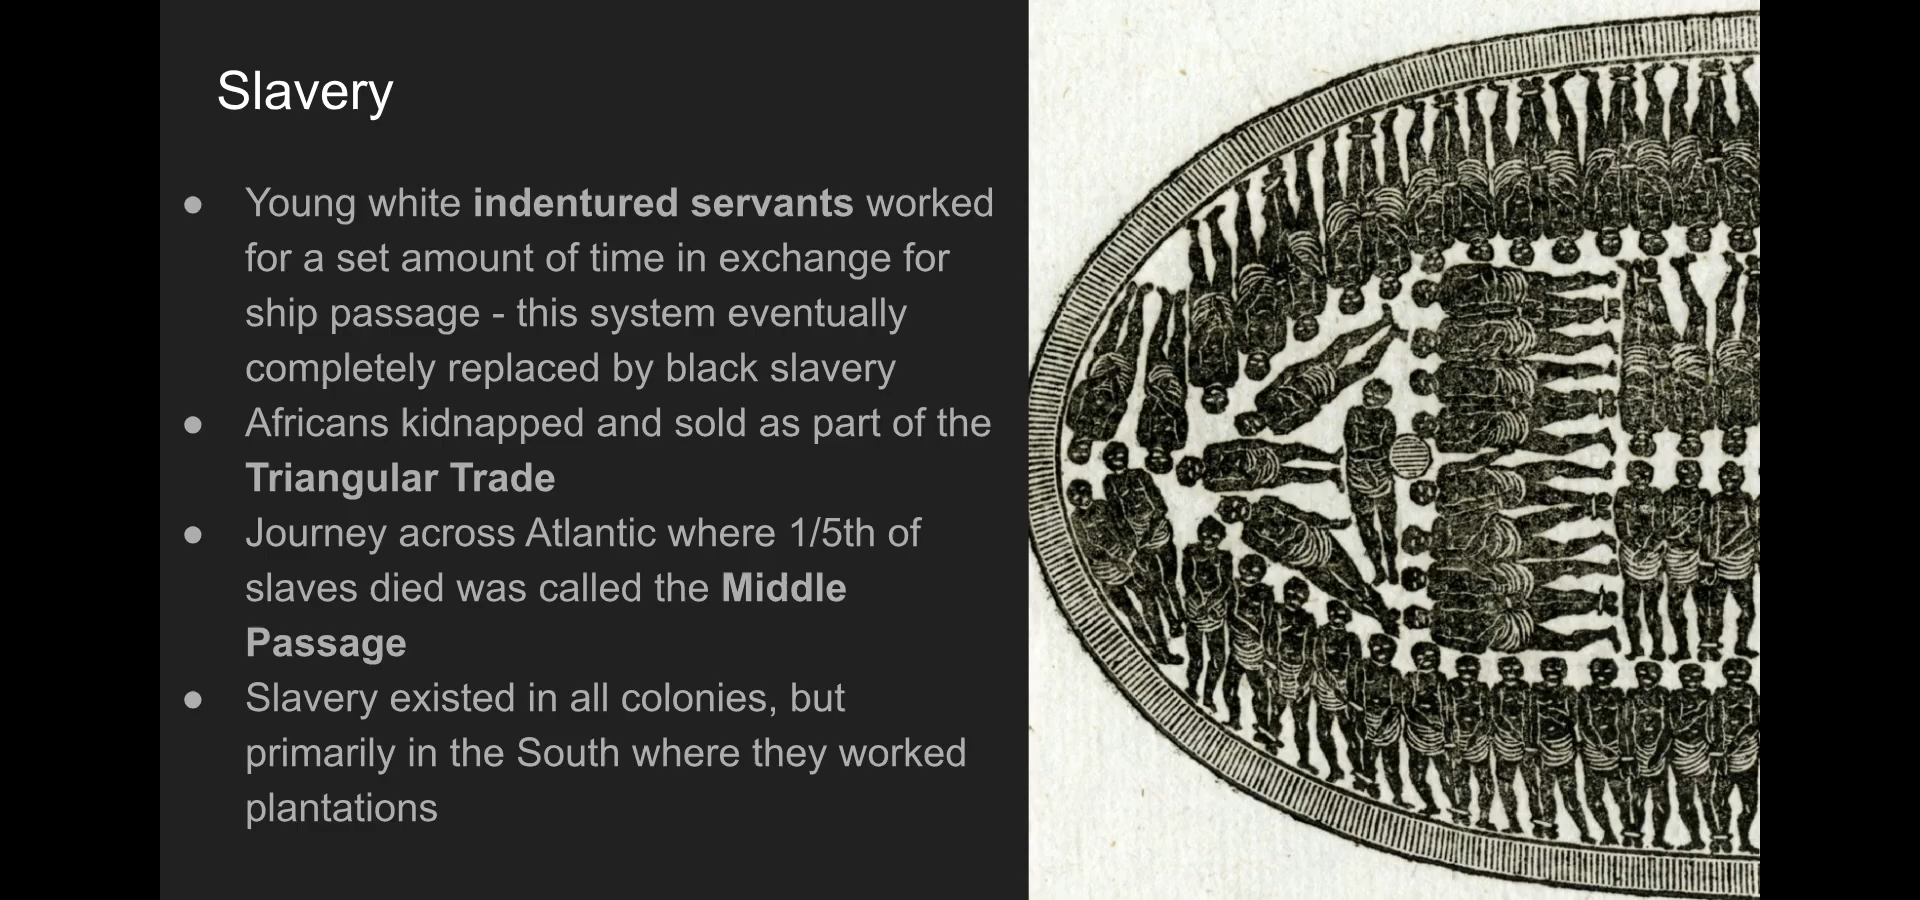 Slavery
● Young white indentured servants worked
for a set amount of time in exchange for
ship passage - this system eventually
completely replaced by black slavery
● Africans kidnapped and sold as part of the
Triangular Trade
● Journey across Atlantic where 1/5th of
slaves died was called the Middle
Passage
● Slavery existed in all colonies, but
primarily in the South where they worked
plantations